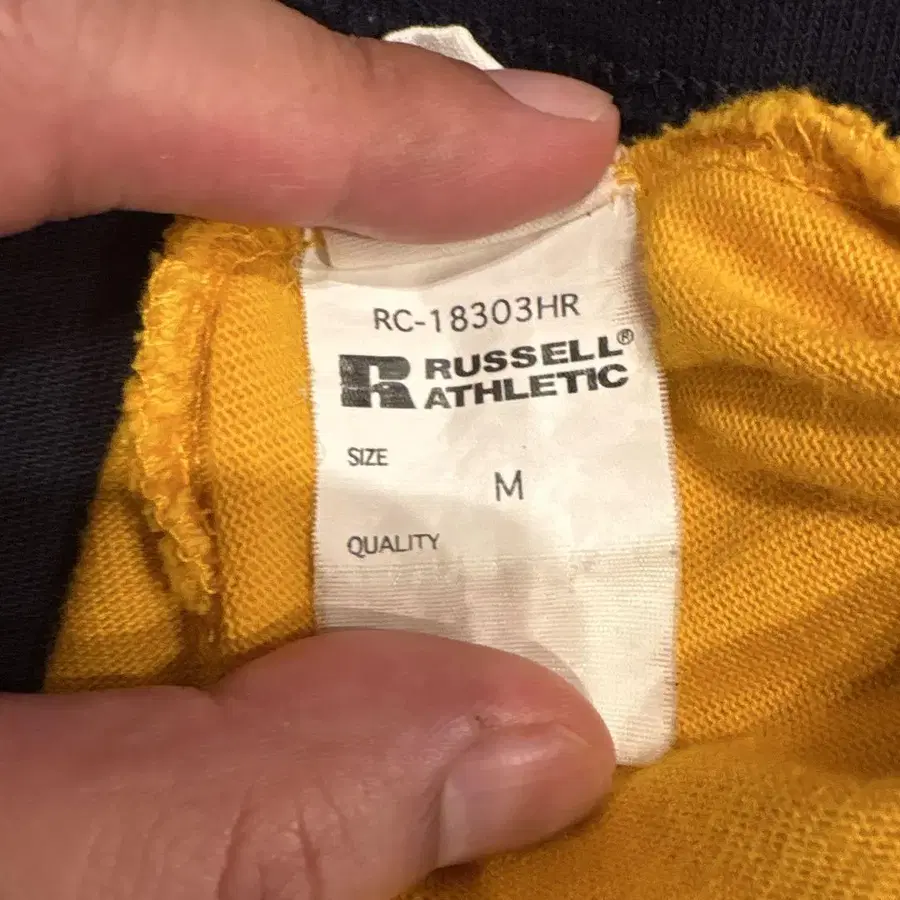 RC-18303HR
RUSSELL®
ATHLETIC
SIZE
M
QUALITY